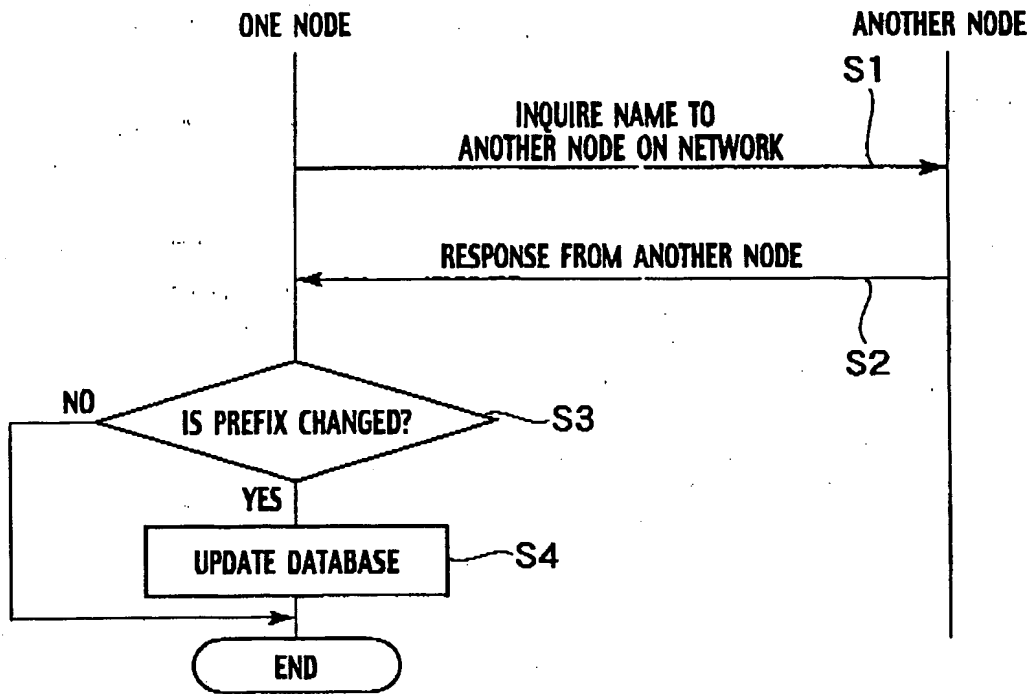 ONE NODE
ANOTHER NODE
S1
INQUIRE NAME TO
ANOTHER NODE ON NETWORK
RESPONSE FROM ANOTHER NODE
S2
NO
IS PREFIX CHANGED?
S3
YES
UPDATE DATABASE
S4
END